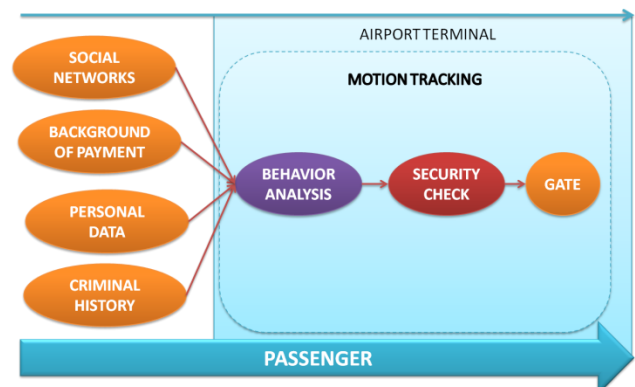 AIRPORT TERMINAL
MOTION TRACKING
SOCIAL
NETWORKS
BACKGROUND
OF PAYMENT
PERSONAL
DATA
CRIMINAL
HISTORY
BEHAVIOR
ANALYSIS
SECURITY
CHECK
GATE
PASSENGER